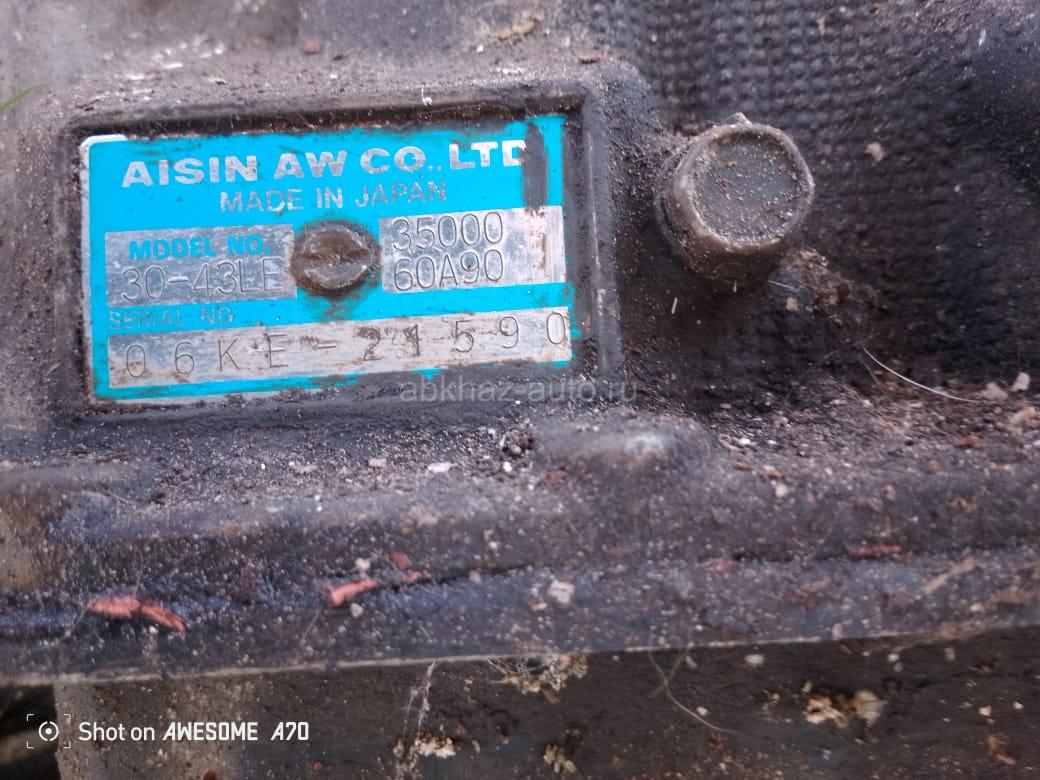 AISIN AW CO., LTD
MADE IN JAPAN
MODEL NO.
30-43LE
35000
60A90
SERIAL NO
06KE-21590
abkhaz-auto.ru
Shot on AWESOME A70